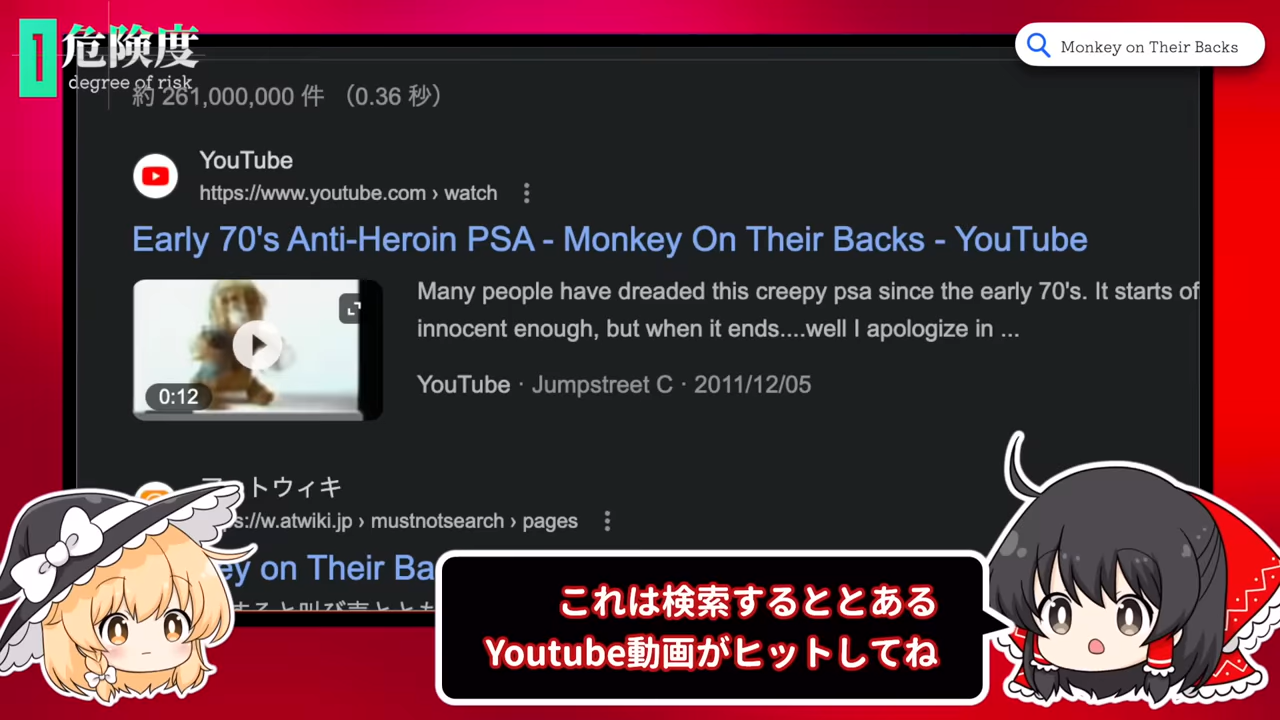 1 危険度
degree of risk
Monkey on Their Backs
約 261,000,000 件 （0.36 秒）
YouTube
https://www.youtube.com › watch
Early 70's Anti-Heroin PSA - Monkey On Their Backs - YouTube
Many people have dreaded this creepy psa since the early 70's. It starts of
innocent enough, but when it ends....well I apologize in ...
0:12
YouTube · Jumpstreet C · 2011/12/05
トウィキ
s://w.atwiki.jp › mustnotsearch › pages
ey on Their Ba
これは検索するととある
Youtube動画がヒットしてね